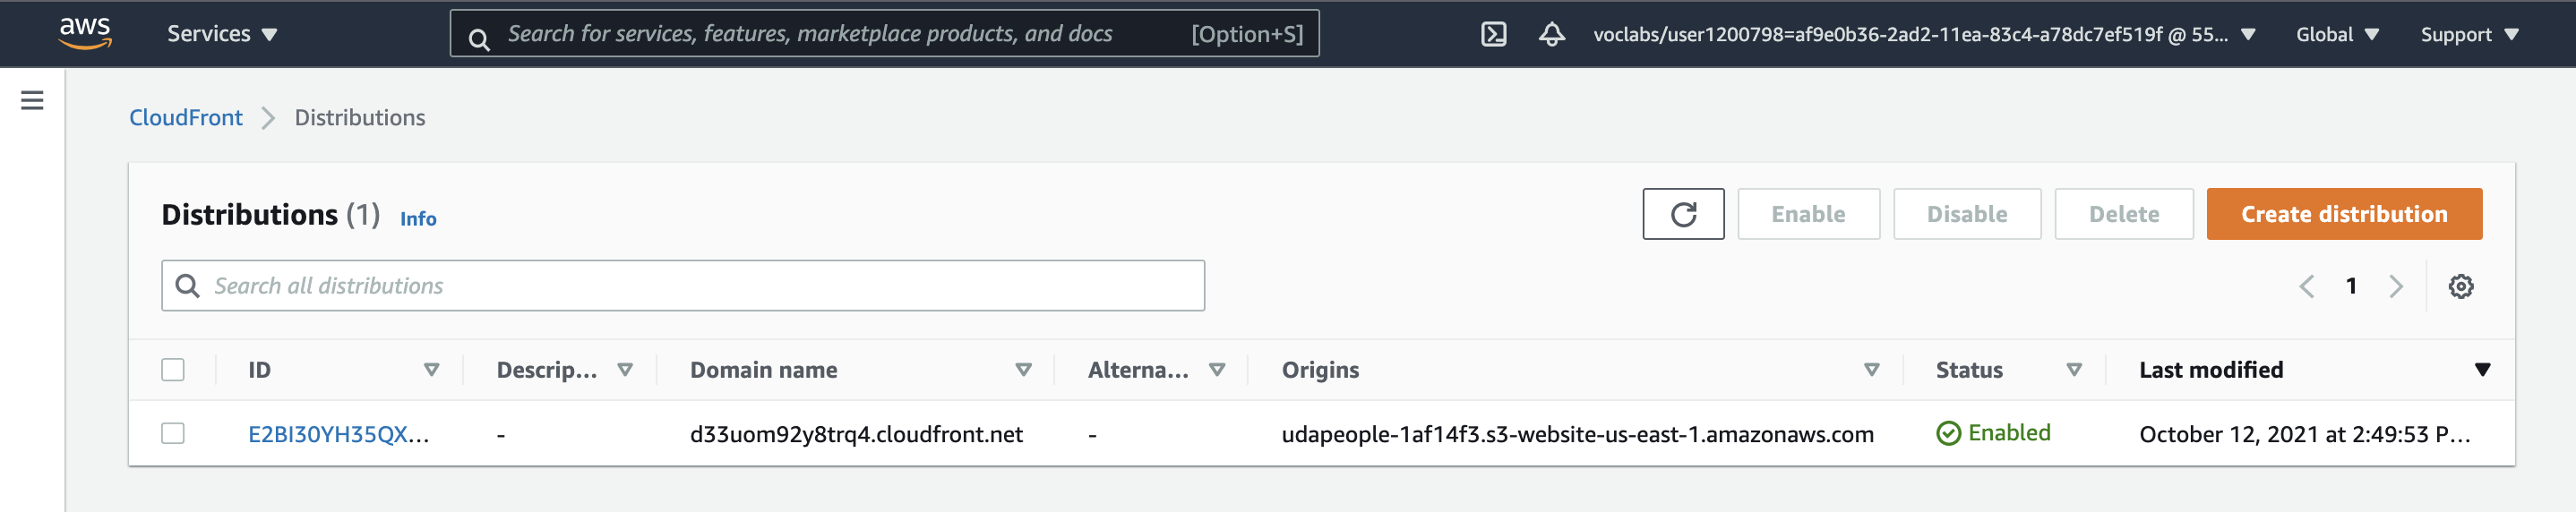 aws Services Search for services, features, marketplace products, and docs [Option+S] voclabs/user1200798=af9e0b36-2ad2-11ea-83c4-a78dc7ef519f @ 55... Global Support
CloudFront Distributions
Distributions (1) Info Enable Disable Delete Create distribution
Search all distributions 1
ID Descrip... Domain name Alterna... Origins Status Last modified
E2BI30YH35QX... - d33uom92y8trq4.cloudfront.net - udapeople-1af14f3.s3-website-us-east-1.amazonaws.com Enabled October 12, 2021 at 2:49:53 P...